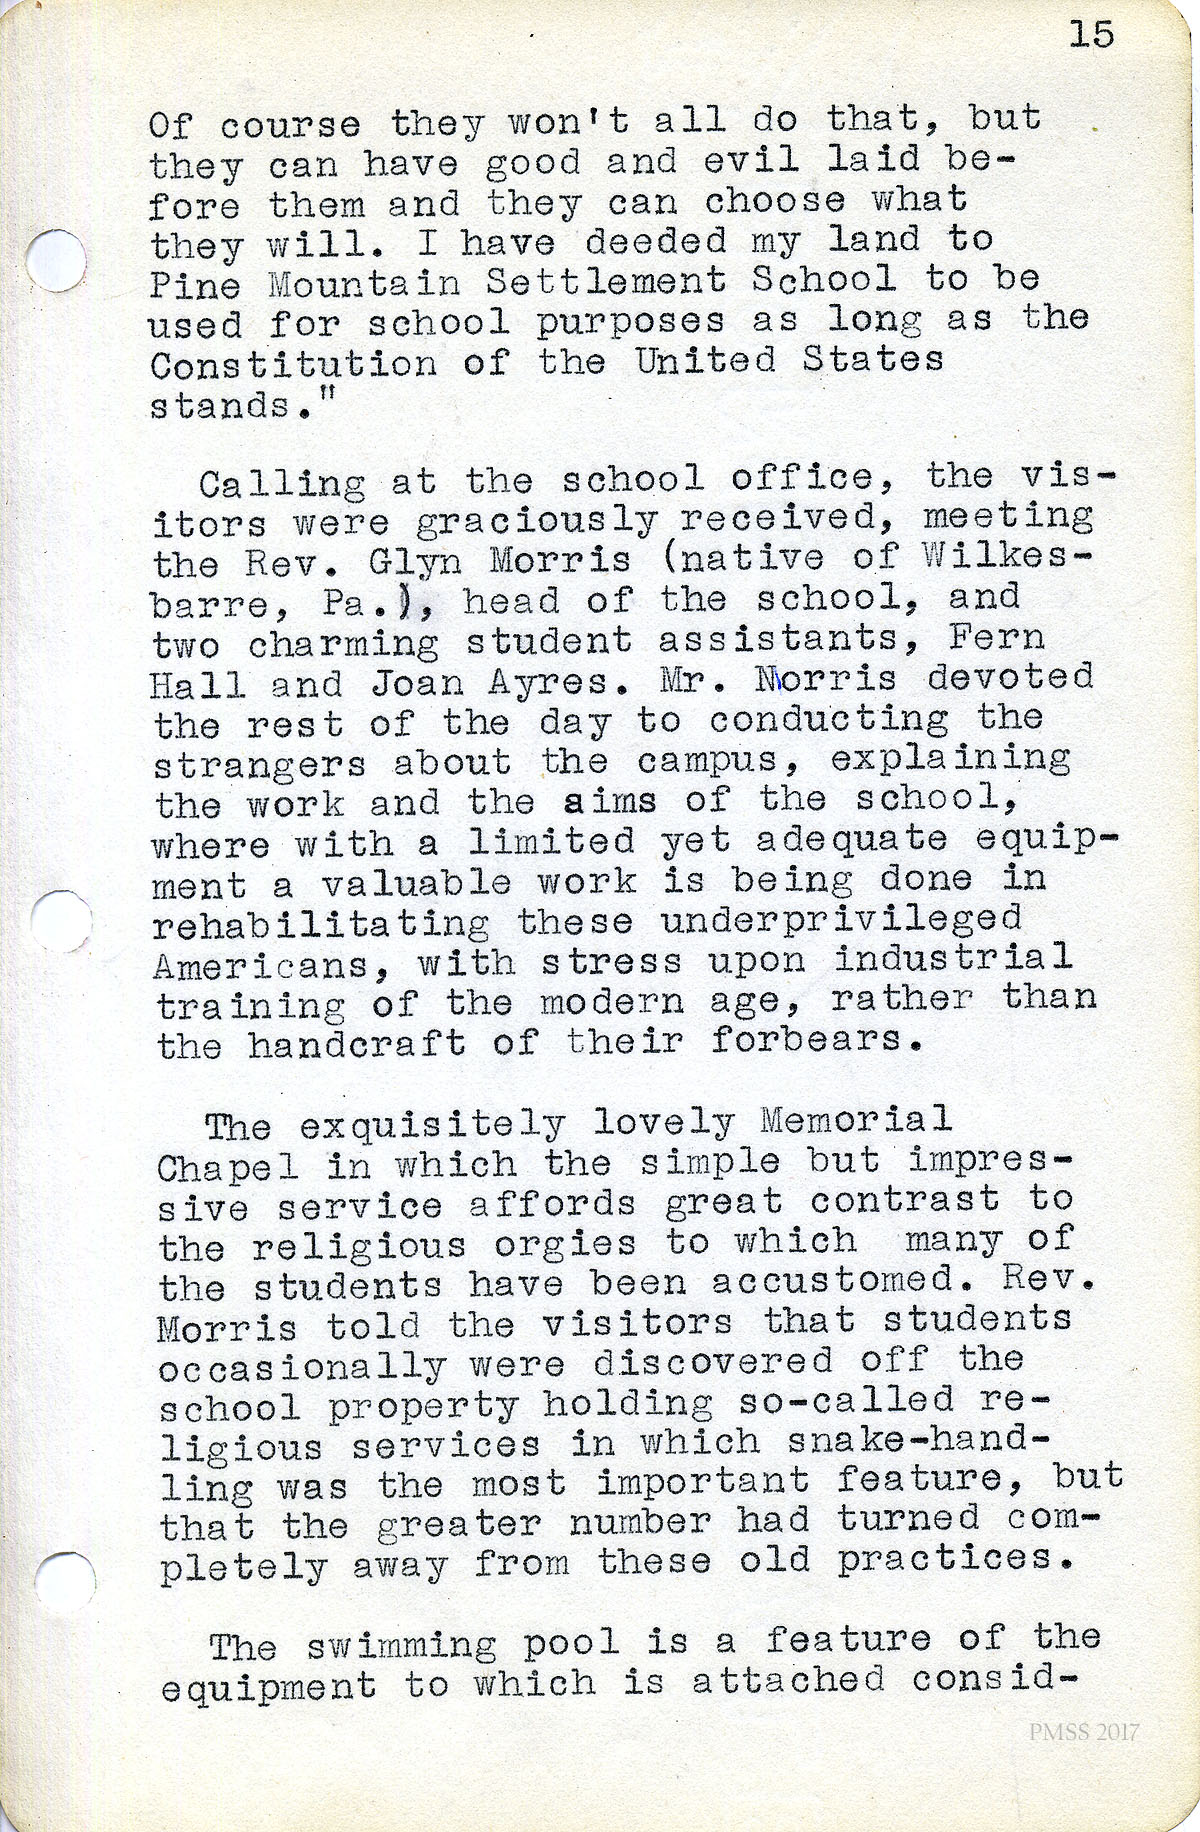 15
Of course they won't all do that, but
they can have good and evil laid be-
fore them and they can choose what
they will. I have deeded my land to
Pine Mountain Settlement School to be
used for school purposes as long as the
Constitution of the United States
stands."
Calling at the school office, the vis-
itors were graciously received, meeting
the Rev. Glyn Morris (native of Wilkes-
barre, Pa.), head of the school, and
two charming student assistants, Fern
Hall and Joan Ayres. Mr. Morris devoted
the rest of the day to conducting the
strangers about the campus, explaining
the work and the aims of the school,
where with a limited yet adequate equip-
ment a valuable work is being done in
rehabilitating these underprivileged
Americans, with stress upon industrial
training of the modern age, rather than
the handcraft of their forbears.
The exquisitely lovely Memorial
Chapel in which the simple but impres-
sive service affords great contrast to
the religious orgies to which many of
the students have been accustomed. Rev.
Morris told the visitors that students
occasionally were discovered off the
school property holding so-called re-
ligious services in which snake-hand-
ling was the most important feature, but
that the greater number had turned com-
pletely away from these old practices.
The swimming pool is a feature of the
equipment to which is attached consid-
PMSS 2017